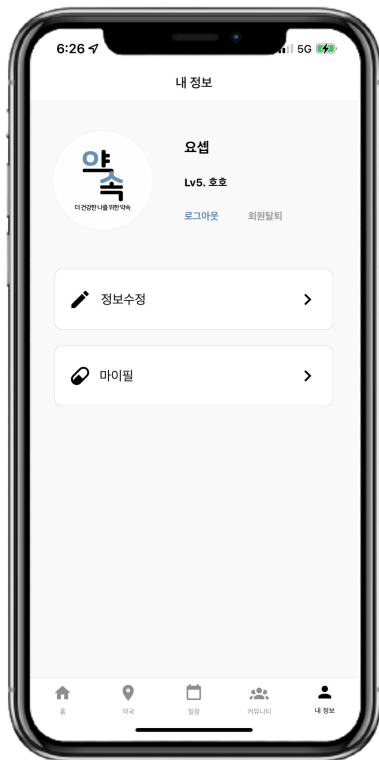 6:26
5G
내 정보
약속
더 건강한 나를 위한 약속
요셉
Lv5. 호호
로그아웃
회원탈퇴
정보수정
마이필
홈
약국
일정
커뮤니티
내 정보